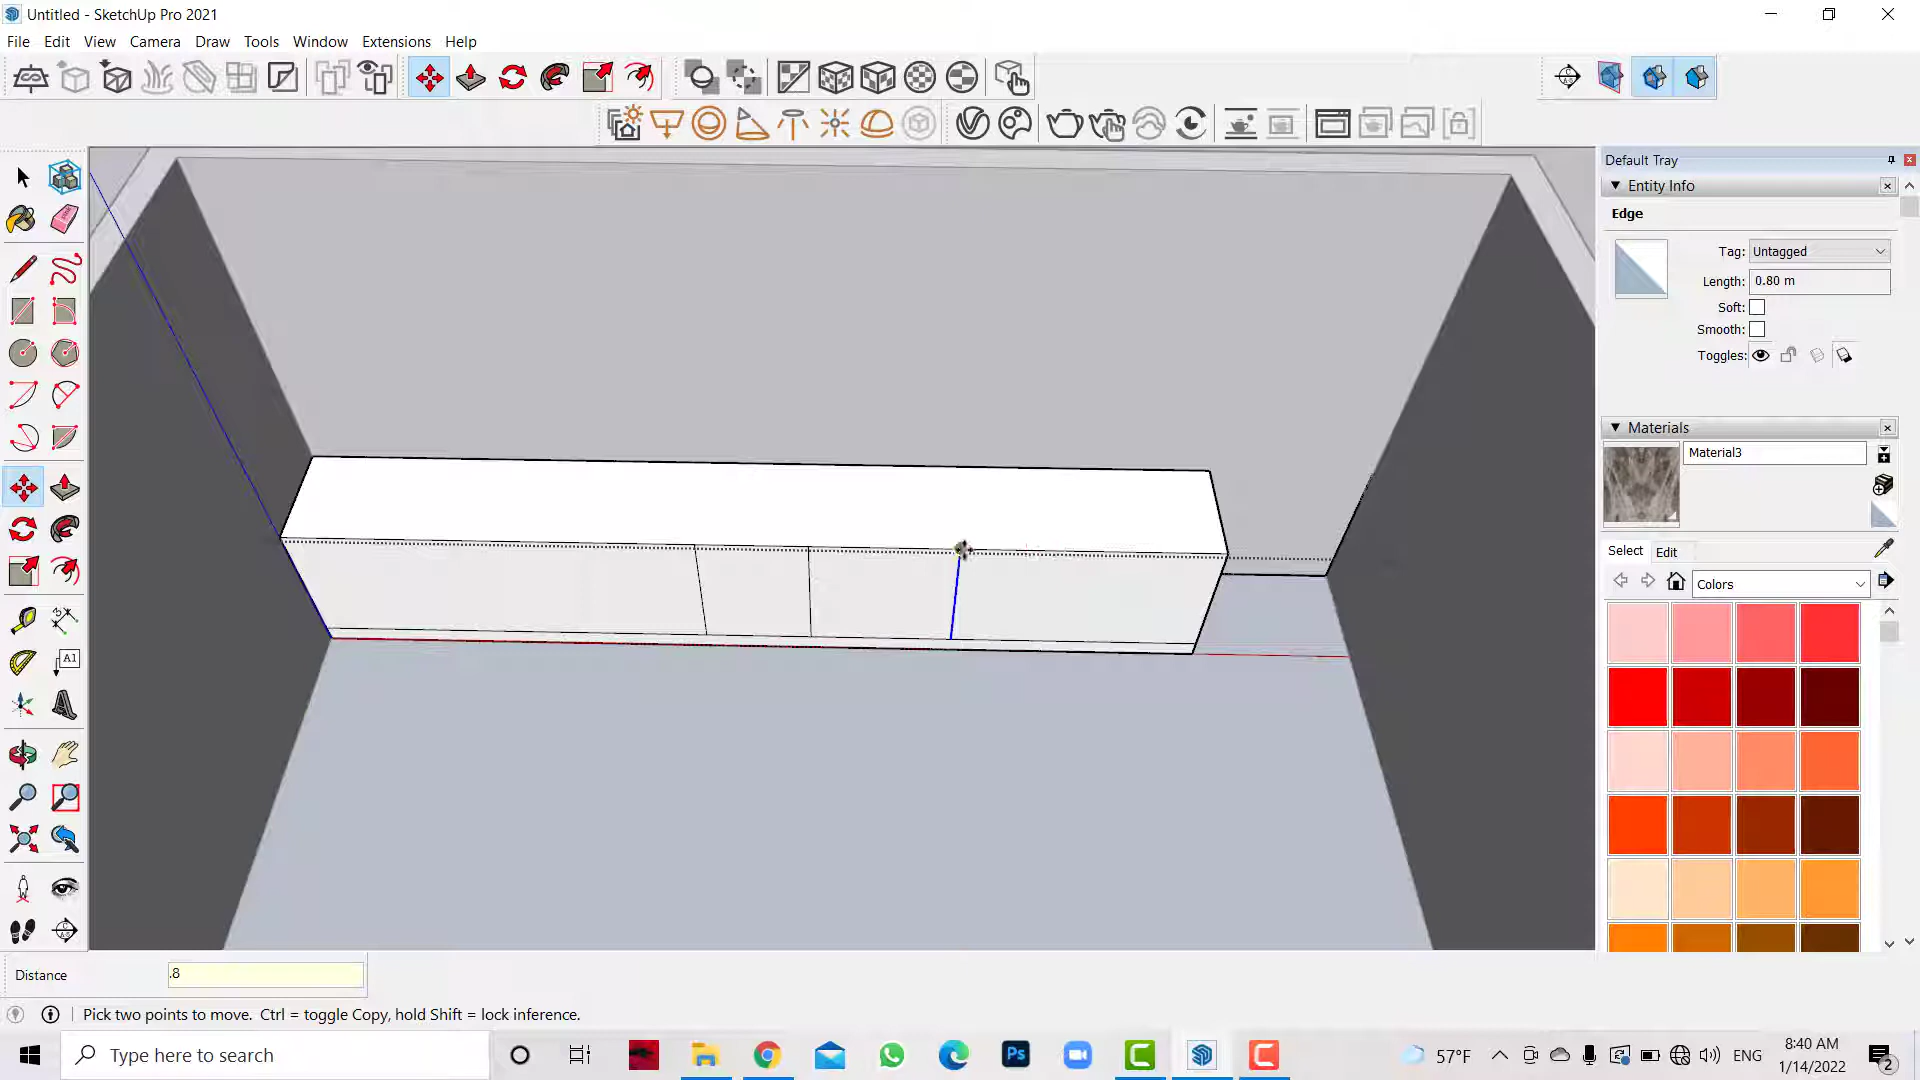 Untitled - SketchUp Pro 2021
File Edit View Camera Draw Tools Window Extensions Help
Default Tray
Entity Info
Edge
Tag: Untagged
Length: 0.80 m
Soft:
Smooth:
Toggles:
Materials
Material3
Select Edit
Colors
A1
Distance .8
Pick two points to move. Ctrl = toggle Copy, hold Shift = lock inference.
Type here to search
Ps
57°F
ENG
8:40 AM
1/14/2022
2